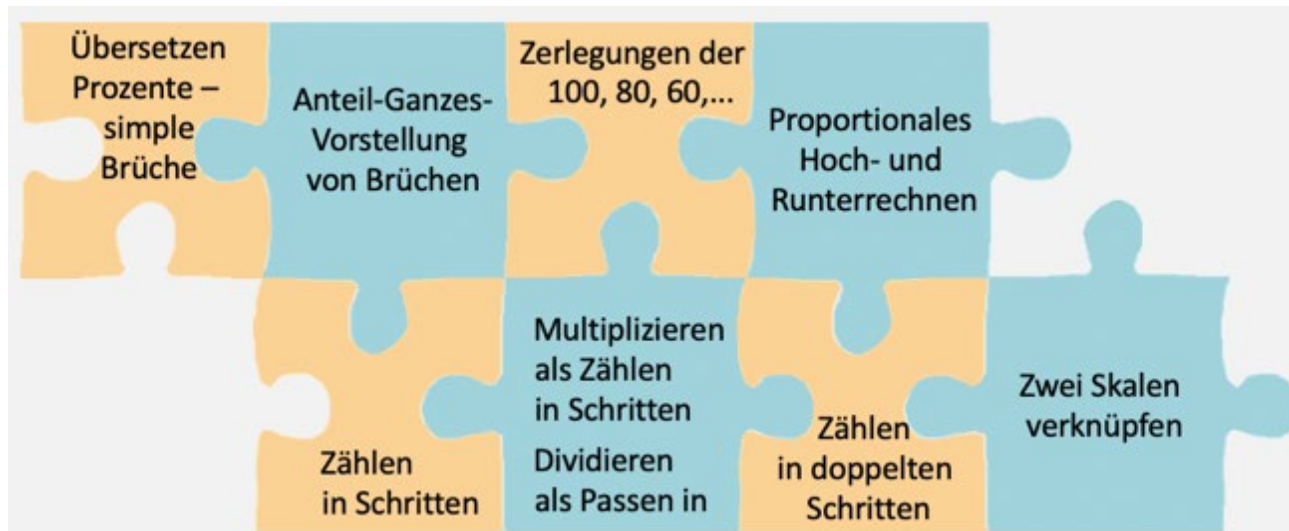 Übersetzen
Prozente –
simple
Brüche
Anteil-Ganzes-
Vorstellung
von Brüchen
Zerlegungen der
100, 80, 60,...
Proportionales
Hoch- und
Runterrechnen
Zählen
in Schritten
Multiplizieren
als Zählen
in Schritten
Dividieren
als Passen in
Zählen
in doppelten
Schritten
Zwei Skalen
verknüpfen